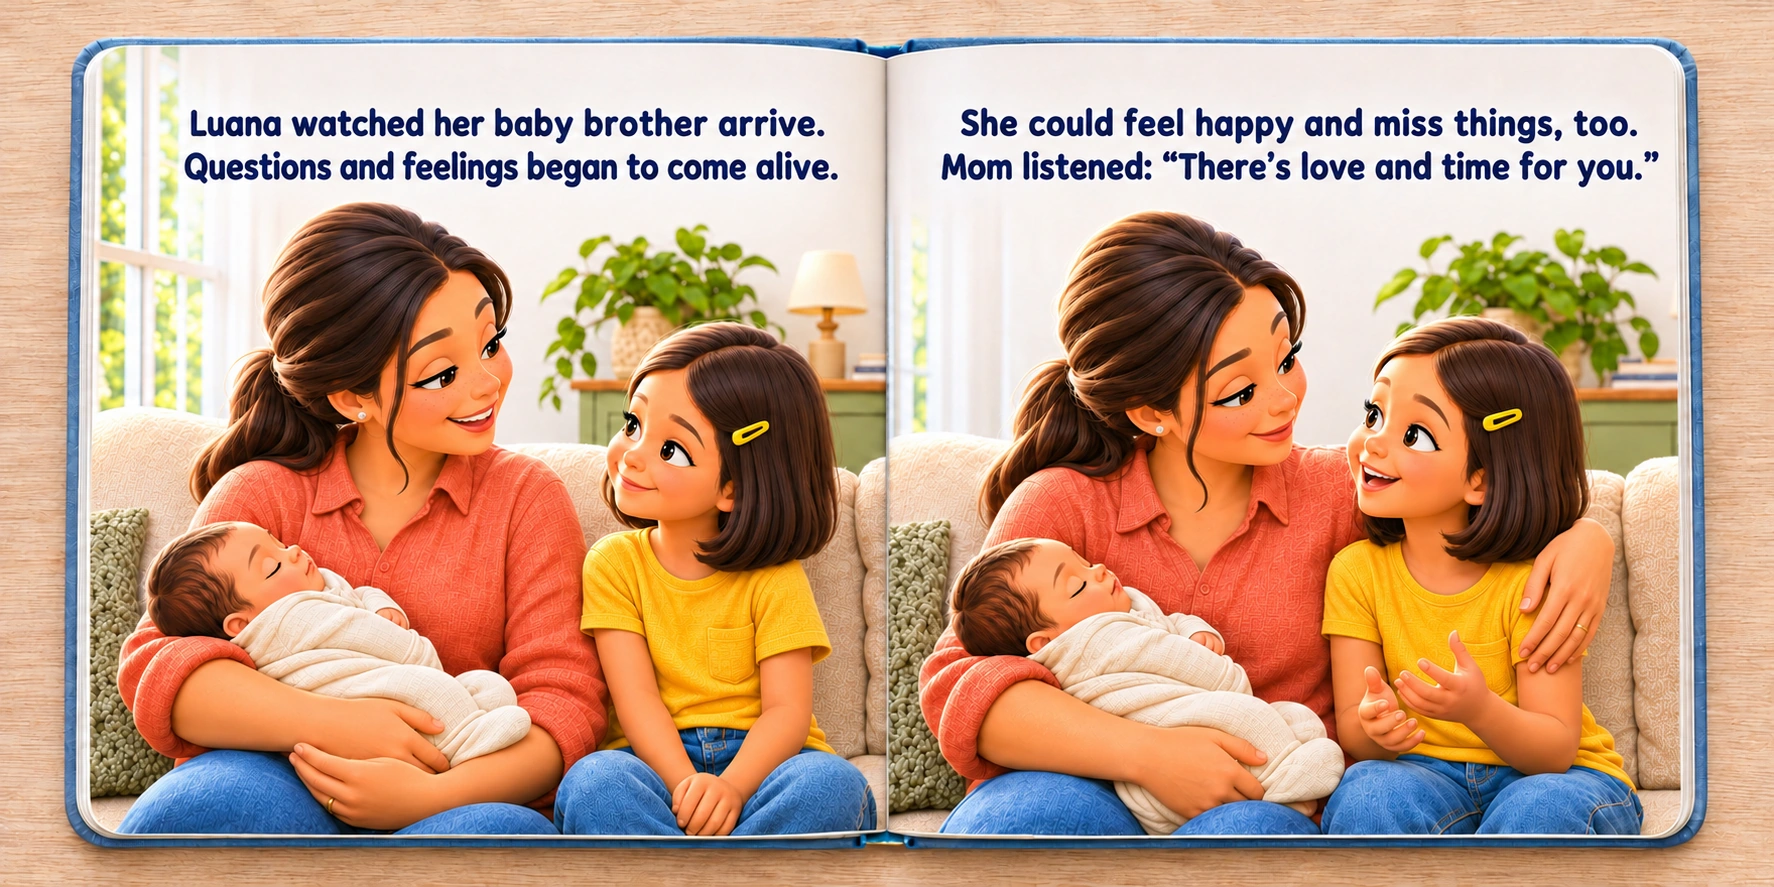 Luana watched her baby brother arrive.
Questions and feelings began to come alive.
She could feel happy and miss things, too.
Mom listened: “There’s love and time for you.”